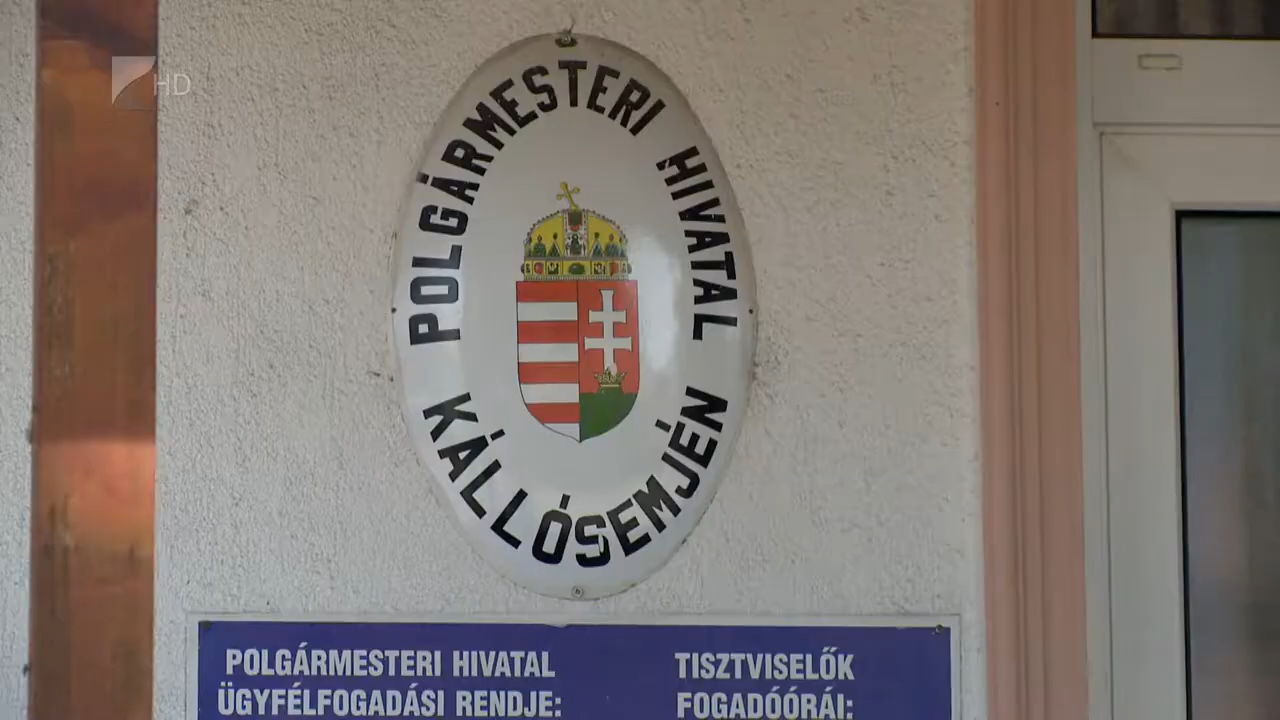 HD
POLGÁRMESTERI HIVATAL
KÁLLÓSEMJÉN
POLGÁRMESTERI HIVATAL
ÜGYFÉLFOGADÁSI RENDJE:
TISZTVISELŐK
FOGADÓÓRÁI: